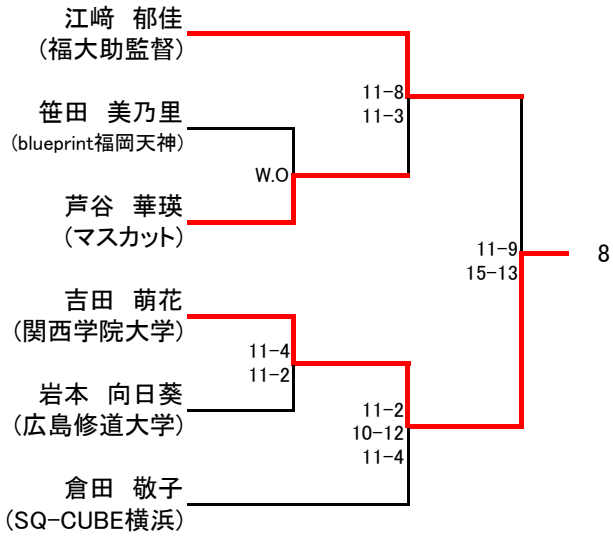 江﨑 郁佳
(福大助監督)
11-8
11-3
笹田 美乃里
(blueprint福岡天神)
W.O
芦谷 華瑛
(マスカット)
11-9
15-13
8
吉田 萌花
(関西学院大学)
11-4
11-2
岩本 向日葵
(広島修道大学)
11-2
10-12
11-4
倉田 敬子
(SQ-CUBE横浜)